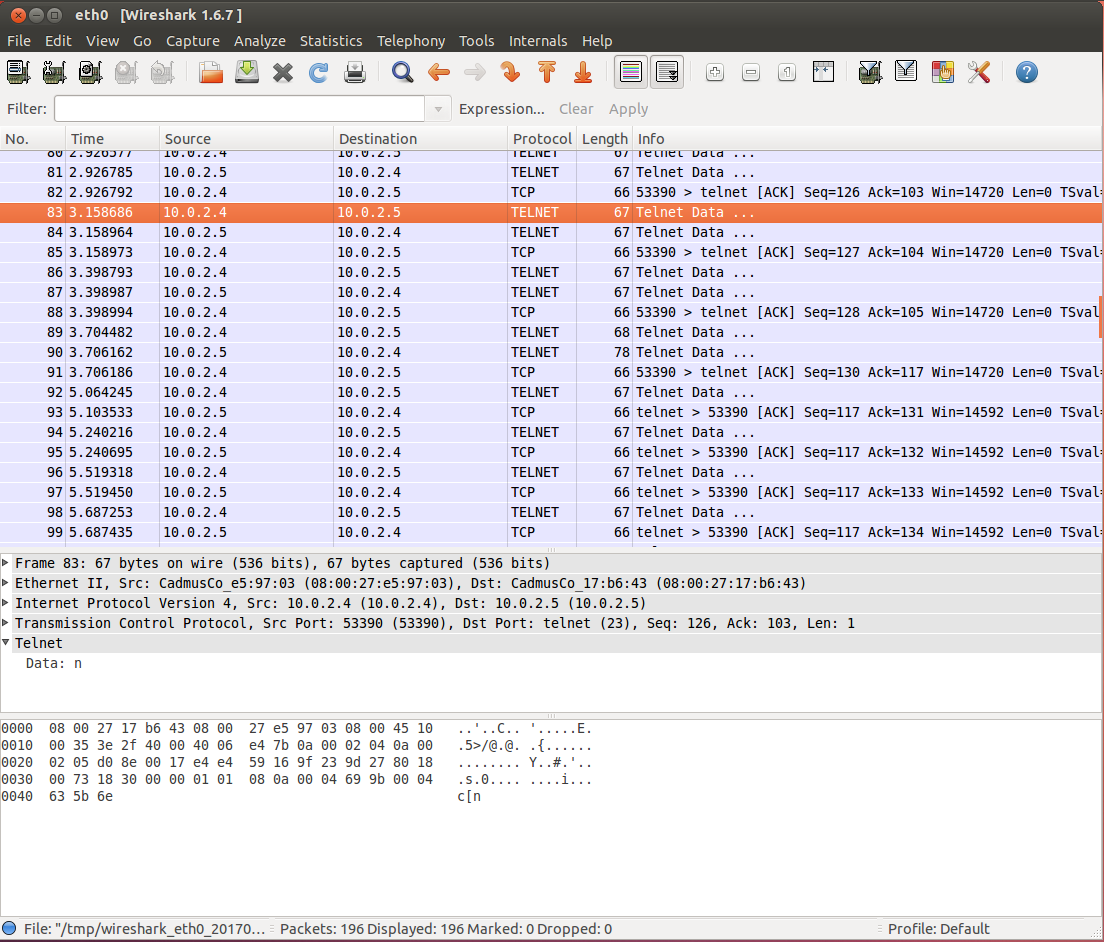 eth0 [Wireshark 1.6.7 ]
File Edit View Go Capture Analyze Statistics Telephony Tools Internals Help
Filter: Expression... Clear Apply
No. Time Source Destination Protocol Length Info
80 2.926577 10.0.2.4 10.0.2.5 TELNET 67 Telnet Data ...
81 2.926785 10.0.2.5 10.0.2.4 TELNET 67 Telnet Data ...
82 2.926792 10.0.2.4 10.0.2.5 TCP 66 53390 > telnet [ACK] Seq=126 Ack=103 Win=14720 Len=0 TSval=
83 3.158686 10.0.2.4 10.0.2.5 TELNET 67 Telnet Data ...
84 3.158964 10.0.2.5 10.0.2.4 TELNET 67 Telnet Data ...
85 3.158973 10.0.2.4 10.0.2.5 TCP 66 53390 > telnet [ACK] Seq=127 Ack=104 Win=14720 Len=0 TSval=
86 3.398793 10.0.2.4 10.0.2.5 TELNET 67 Telnet Data ...
87 3.398987 10.0.2.5 10.0.2.4 TELNET 67 Telnet Data ...
88 3.398994 10.0.2.4 10.0.2.5 TCP 66 53390 > telnet [ACK] Seq=128 Ack=105 Win=14720 Len=0 TSval
89 3.704482 10.0.2.4 10.0.2.5 TELNET 68 Telnet Data ...
90 3.706162 10.0.2.5 10.0.2.4 TELNET 78 Telnet Data ...
91 3.706186 10.0.2.4 10.0.2.5 TCP 66 53390 > telnet [ACK] Seq=130 Ack=117 Win=14720 Len=0 TSval=
92 5.064245 10.0.2.4 10.0.2.5 TELNET 67 Telnet Data ...
93 5.103533 10.0.2.5 10.0.2.4 TCP 66 telnet > 53390 [ACK] Seq=117 Ack=131 Win=14592 Len=0 TSval=
94 5.240216 10.0.2.4 10.0.2.5 TELNET 67 Telnet Data ...
95 5.240695 10.0.2.5 10.0.2.4 TCP 66 telnet > 53390 [ACK] Seq=117 Ack=132 Win=14592 Len=0 TSval=
96 5.519318 10.0.2.4 10.0.2.5 TELNET 67 Telnet Data ...
97 5.519450 10.0.2.5 10.0.2.4 TCP 66 telnet > 53390 [ACK] Seq=117 Ack=133 Win=14592 Len=0 TSval=
98 5.687253 10.0.2.4 10.0.2.5 TELNET 67 Telnet Data ...
99 5.687435 10.0.2.5 10.0.2.4 TCP 66 telnet > 53390 [ACK] Seq=117 Ack=134 Win=14592 Len=0 TSval=
Frame 83: 67 bytes on wire (536 bits), 67 bytes captured (536 bits)
Ethernet II, Src: CadmusCo_e5:97:03 (08:00:27:e5:97:03), Dst: CadmusCo_17:b6:43 (08:00:27:17:b6:43)
Internet Protocol Version 4, Src: 10.0.2.4 (10.0.2.4), Dst: 10.0.2.5 (10.0.2.5)
Transmission Control Protocol, Src Port: 53390 (53390), Dst Port: telnet (23), Seq: 126, Ack: 103, Len: 1
Telnet
Data: n
0000 08 00 27 17 b6 43 08 00 27 e5 97 03 08 00 45 10 ..'..C.. '.....E.
0010 00 35 3e 2f 40 00 40 06 e4 7b 0a 00 02 04 0a 00 .5>/@.@. .{......
0020 02 05 d0 8e 00 17 e4 e4 59 16 9f 23 9d 27 80 18 ........ Y..#.'..
0030 00 73 18 30 00 00 01 01 08 0a 00 04 69 9b 00 04 .s.0.... ....i...
0040 63 5b 6e c[n
File: "/tmp/wireshark_eth0_20170... Packets: 196 Displayed: 196 Marked: 0 Dropped: 0 Profile: Default